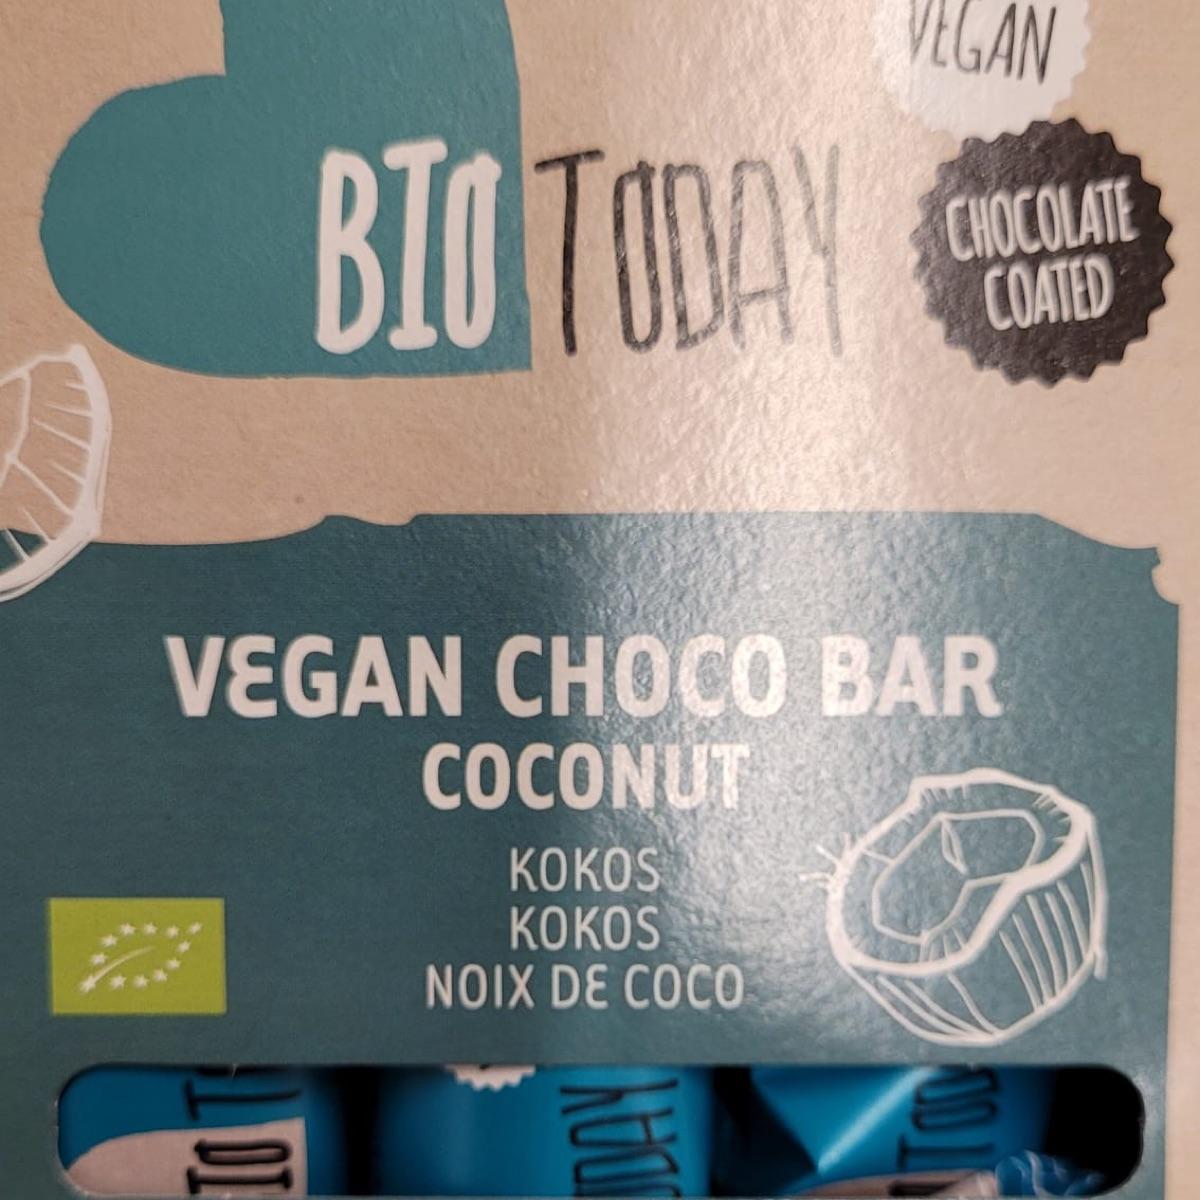 VEGAN
BIO TODAY
CHOCOLATE
COATED
VEGAN CHOCO BAR
COCONUT
KOKOS
KOKOS
NOIX DE COCO